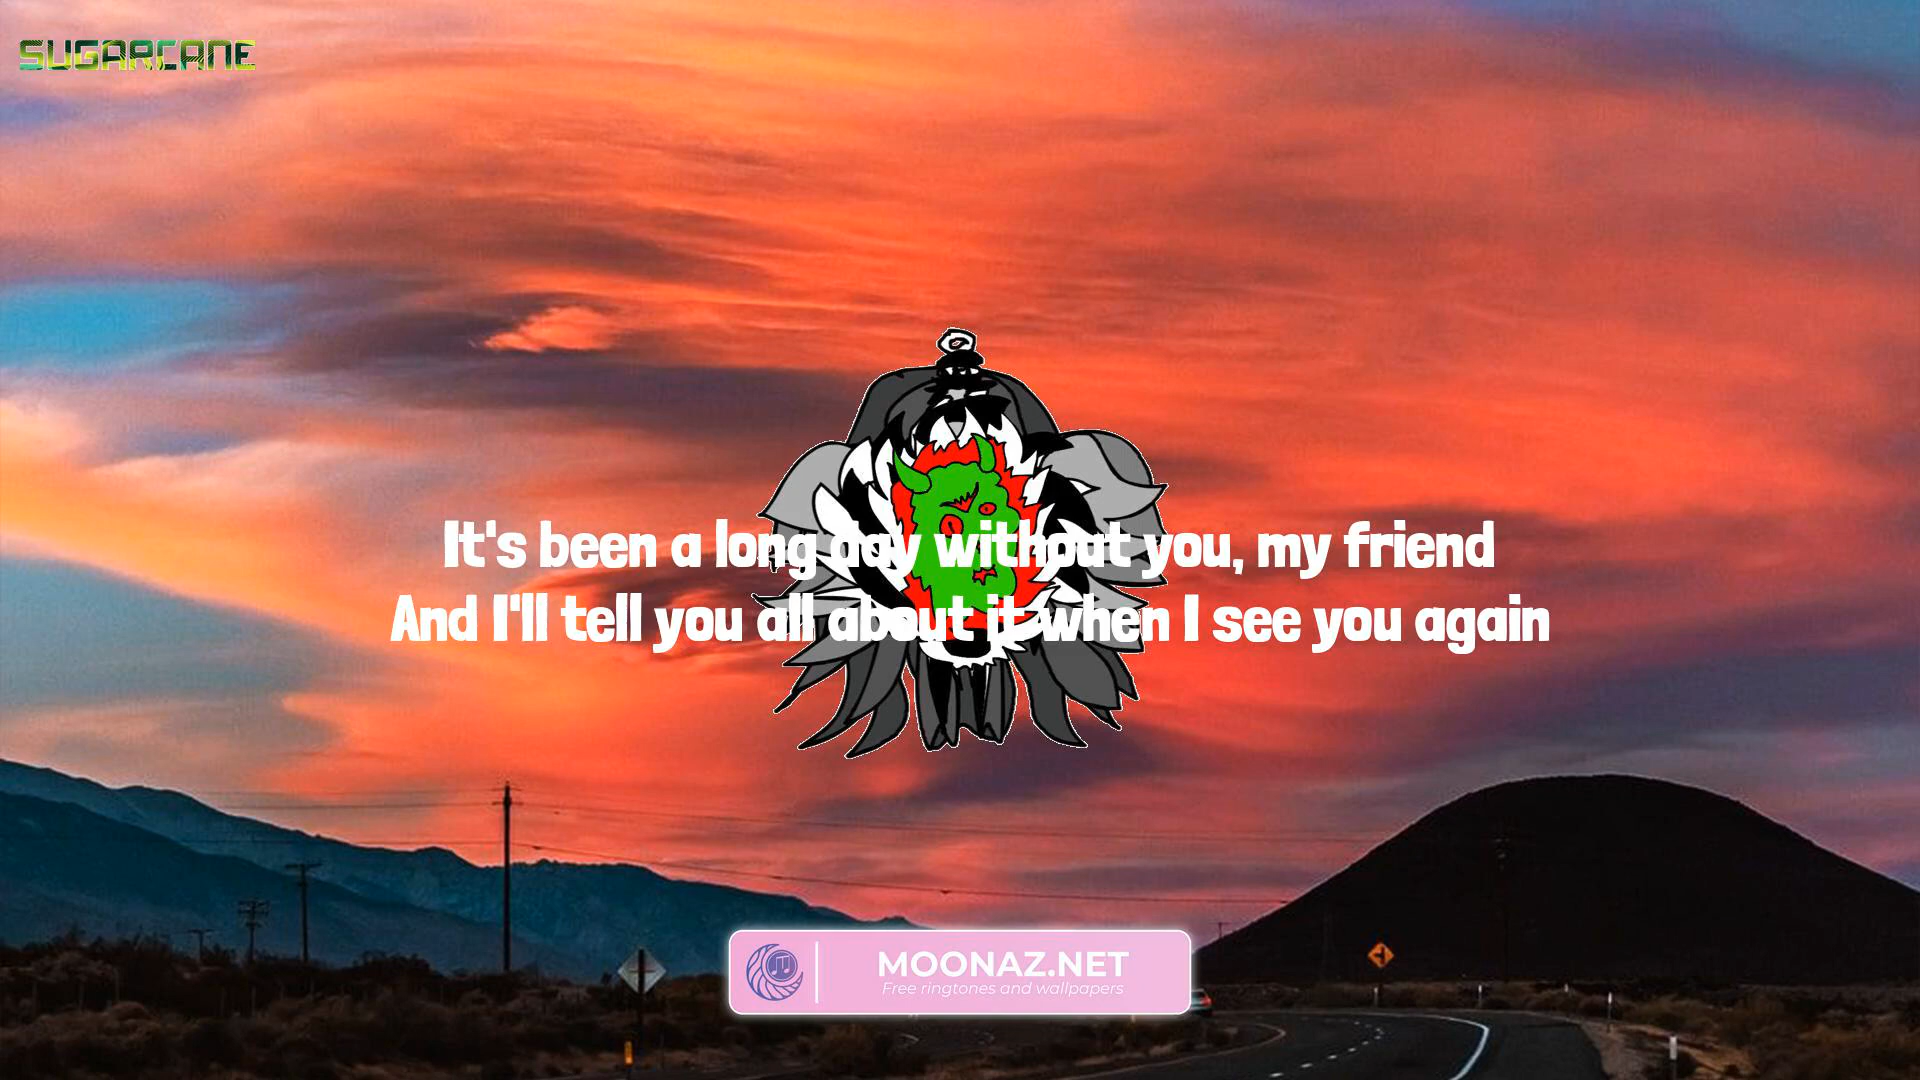 SUGARCANE
It's been a long day without you, my friend
And I'll tell you all about it when I see you again
MOONAZ.NET
Free ringtones and wallpapers